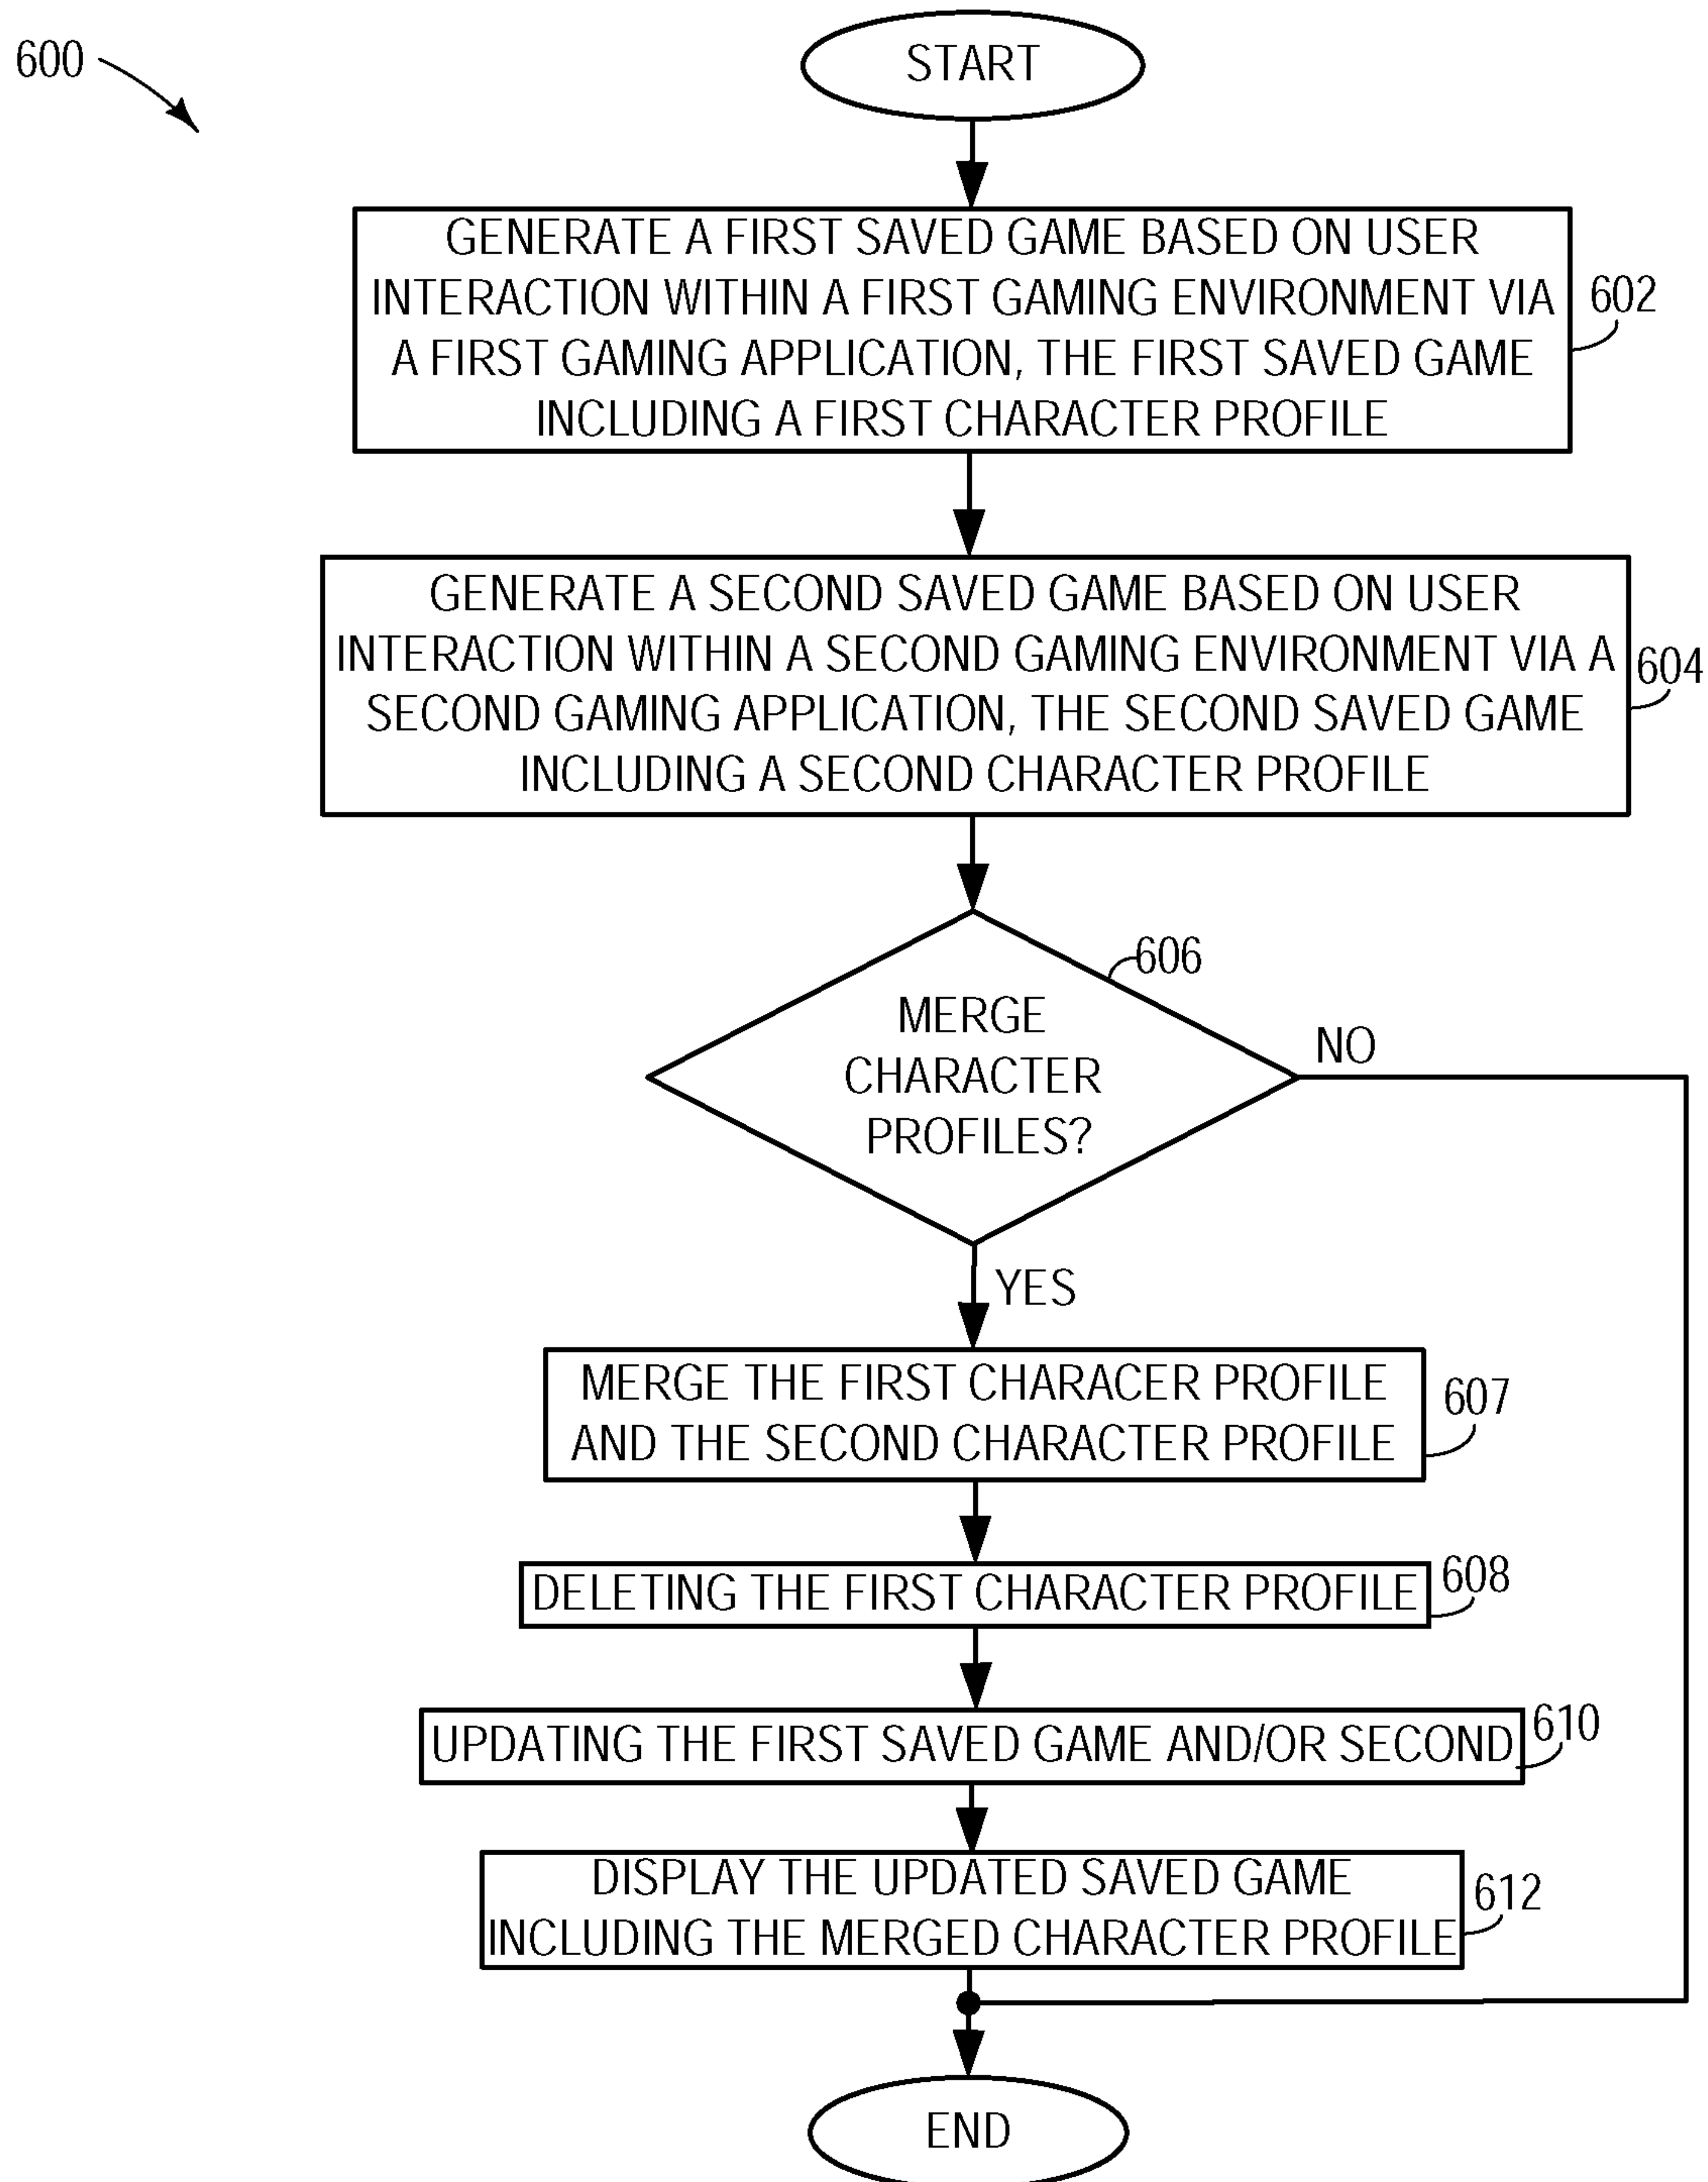 600
START
GENERATE A FIRST SAVED GAME BASED ON USER
INTERACTION WITHIN A FIRST GAMING ENVIRONMENT VIA
A FIRST GAMING APPLICATION, THE FIRST SAVED GAME
INCLUDING A FIRST CHARACTER PROFILE
602
GENERATE A SECOND SAVED GAME BASED ON USER
INTERACTION WITHIN A SECOND GAMING ENVIRONMENT VIA A
SECOND GAMING APPLICATION, THE SECOND SAVED GAME
INCLUDING A SECOND CHARACTER PROFILE
604
606
MERGE
CHARACTER
PROFILES?
NO
YES
MERGE THE FIRST CHARACER PROFILE
AND THE SECOND CHARACTER PROFILE
607
DELETING THE FIRST CHARACTER PROFILE
608
UPDATING THE FIRST SAVED GAME AND/OR SECOND
610
DISPLAY THE UPDATED SAVED GAME
INCLUDING THE MERGED CHARACTER PROFILE
612
END